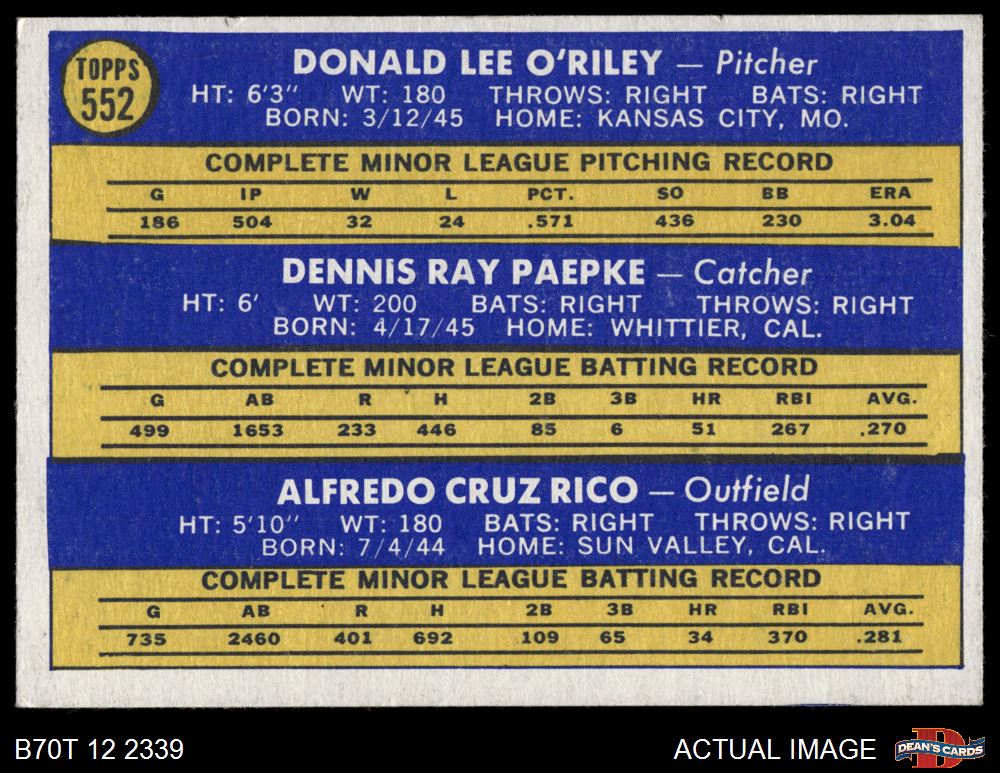 TOPPS
552
DONALD LEE O'RILEY — Pitcher
HT: 6'3" WT: 180 THROWS: RIGHT BATS: RIGHT
BORN: 3/12/45 HOME: KANSAS CITY, MO.
COMPLETE MINOR LEAGUE PITCHING RECORD
G IP W L PCT. SO BB ERA
186 504 32 24 .571 436 230 3.04
DENNIS RAY PAEPKE — Catcher
HT: 6' WT: 200 BATS: RIGHT THROWS: RIGHT
BORN: 4/17/45 HOME: WHITTIER, CAL.
COMPLETE MINOR LEAGUE BATTING RECORD
G AB R H 2B 3B HR RBI AVG.
499 1653 233 446 85 6 51 267 .270
ALFREDO CRUZ RICO — Outfield
HT: 5'10" WT: 180 BATS: RIGHT THROWS: RIGHT
BORN: 7/4/44 HOME: SUN VALLEY, CAL.
COMPLETE MINOR LEAGUE BATTING RECORD
G AB R H 2B 3B HR RBI AVG.
735 2460 401 692 109 65 34 370 .281
B70T 12 2339 ACTUAL IMAGE DEAN'S CARDS